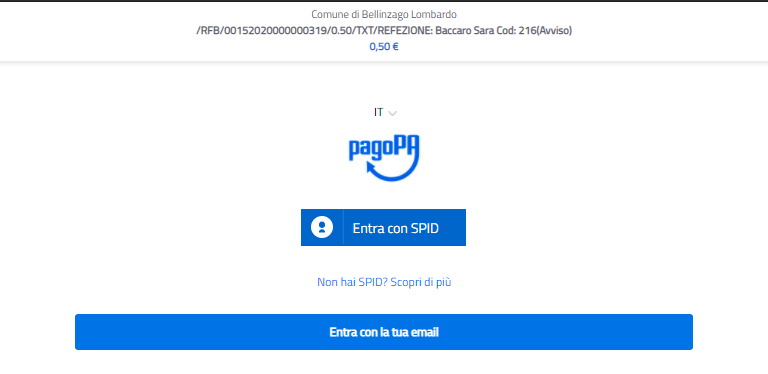 Comune di Bellinzago Lombardo
/RFB/00152020000000319/0.50/TXT/REFEZIONE: Baccaro Sara Cod: 216(Avviso)
0,50 €
IT
pagoPA
Entra con SPID
Non hai SPID? Scopri di più
Entra con la tua email